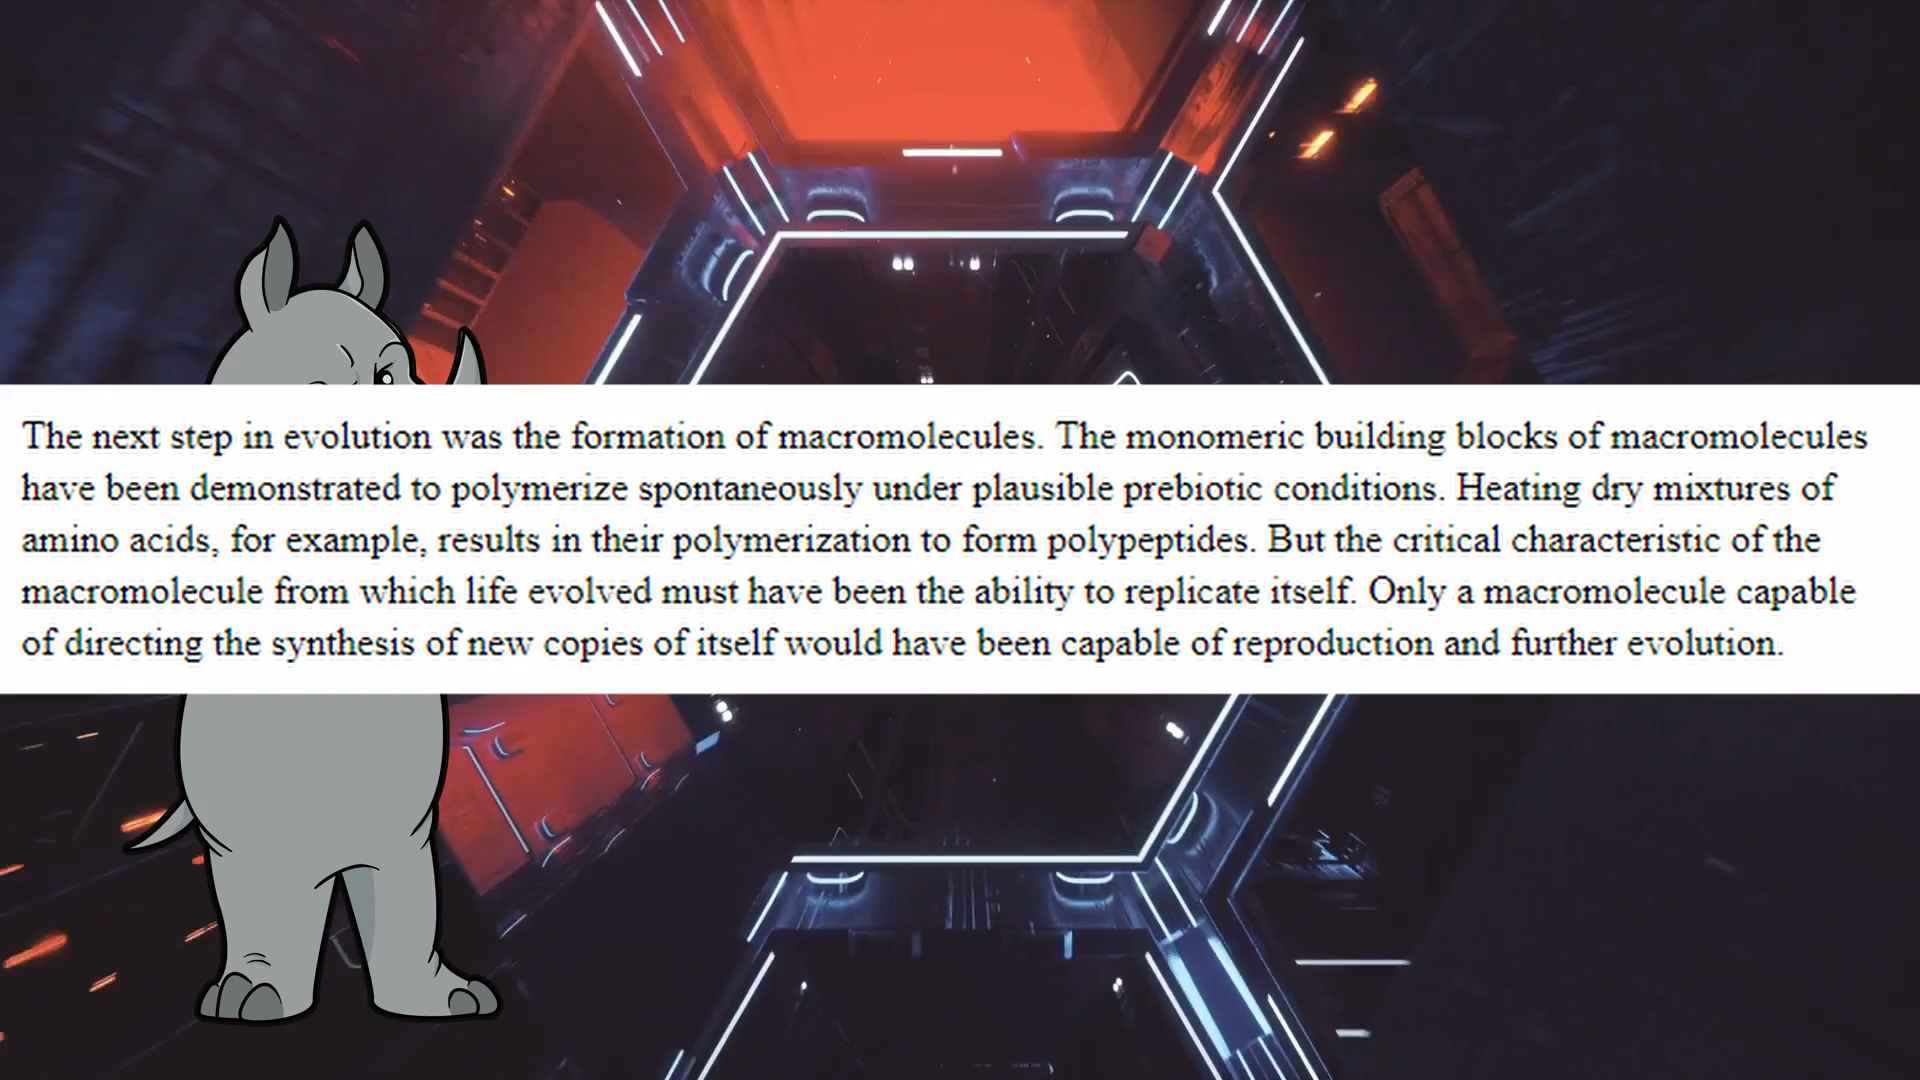 The next step in evolution was the formation of macromolecules. The monomeric building blocks of macromolecules
have been demonstrated to polymerize spontaneously under plausible prebiotic conditions. Heating dry mixtures of
amino acids, for example, results in their polymerization to form polypeptides. But the critical characteristic of the
macromolecule from which life evolved must have been the ability to replicate itself. Only a macromolecule capable
of directing the synthesis of new copies of itself would have been capable of reproduction and further evolution.